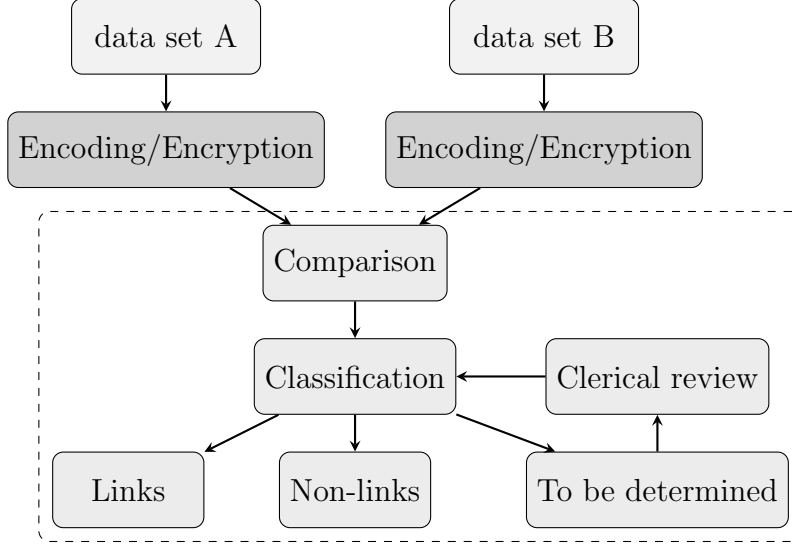 data set A
data set B
Encoding/Encryption
Encoding/Encryption
Comparison
Classification
Clerical review
Links
Non-links
To be determined